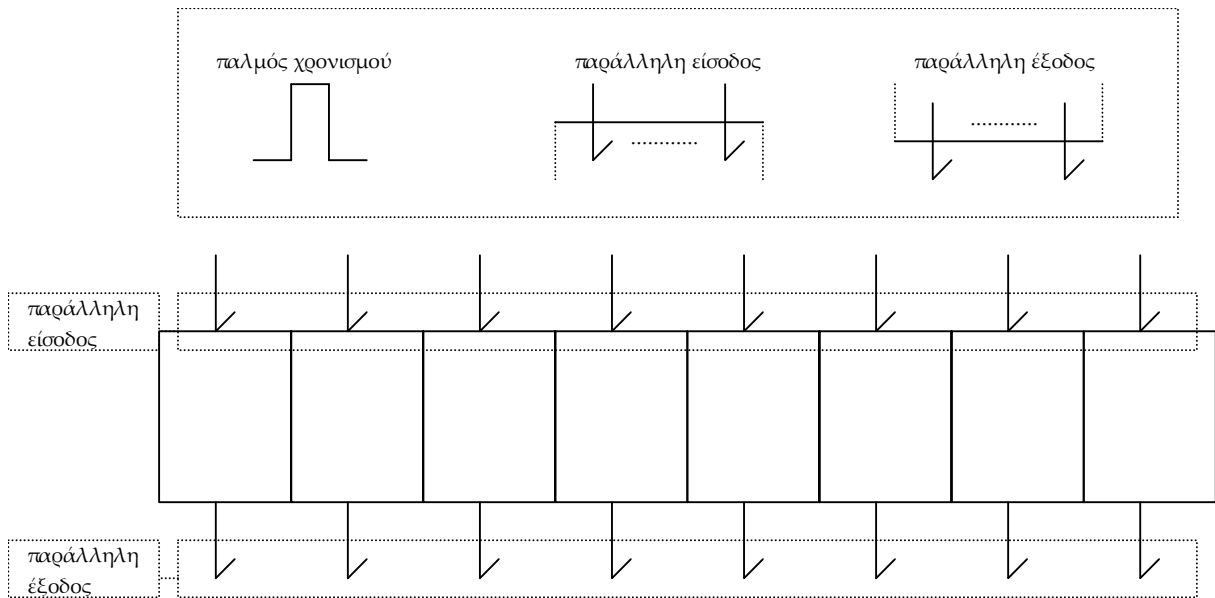 παλμός χρονισμού
παράλληλη είσοδος
παράλληλη έξοδος
παράλληλη
είσοδος
παράλληλη
έξοδος